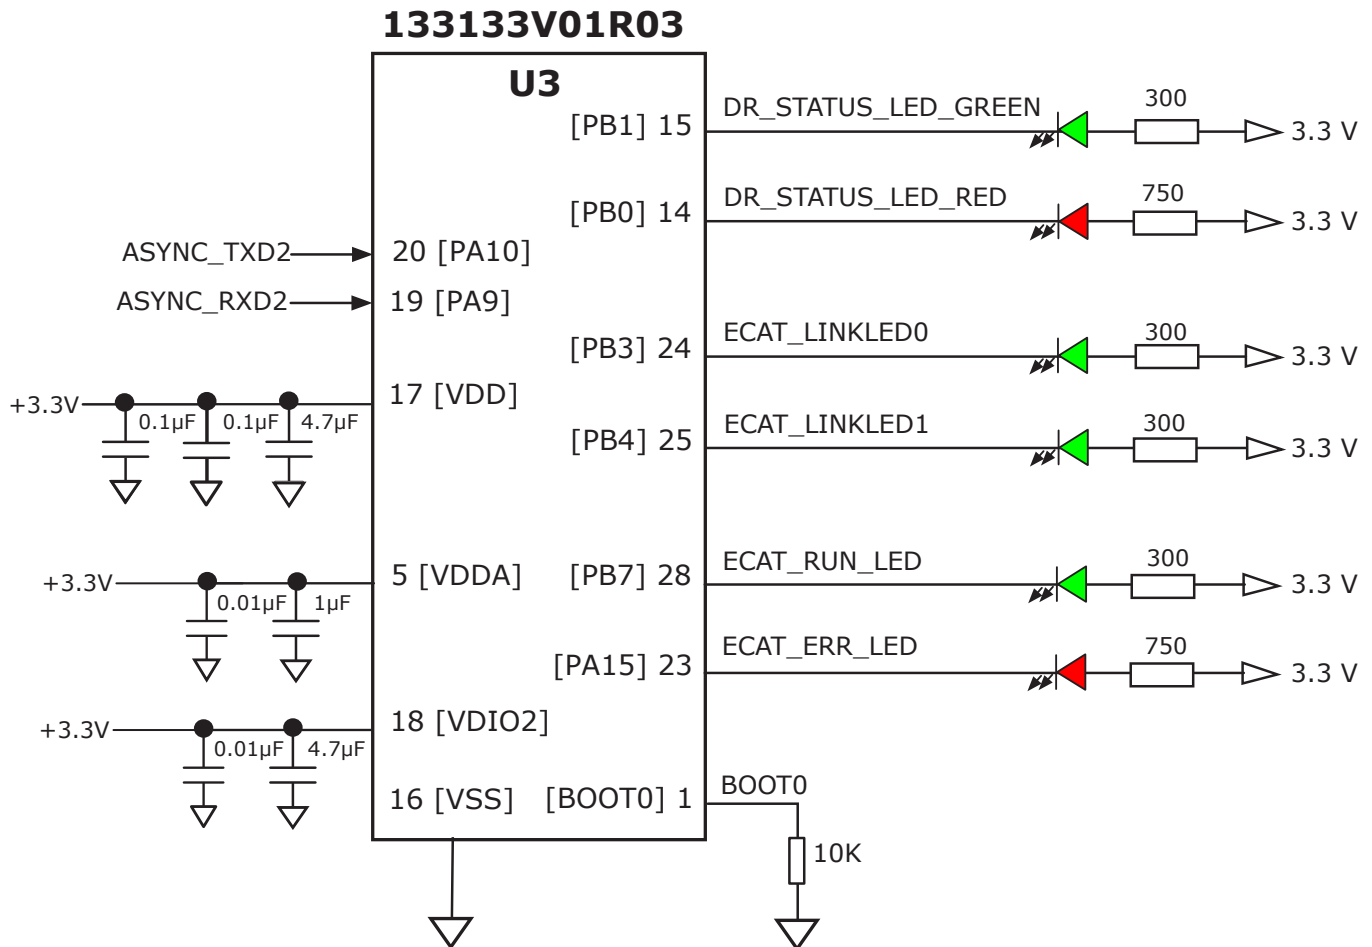 133133V01R03
U3
[PB1] 15
DR_STATUS_LED_GREEN
300
3.3 V
[PB0] 14
DR_STATUS_LED_RED
750
3.3 V
ASYNC_TXD2
20 [PA10]
ASYNC_RXD2
19 [PA9]
[PB3] 24
ECAT_LINKLED0
300
3.3 V
+3.3V
0.1µF
0.1µF
4.7µF
17 [VDD]
[PB4] 25
ECAT_LINKLED1
300
3.3 V
+3.3V
0.01µF
1µF
5 [VDDA]
[PB7] 28
ECAT_RUN_LED
300
3.3 V
[PA15] 23
ECAT_ERR_LED
750
3.3 V
+3.3V
0.01µF
4.7µF
18 [VDIO2]
16 [VSS]
[BOOT0] 1
BOOT0
10K